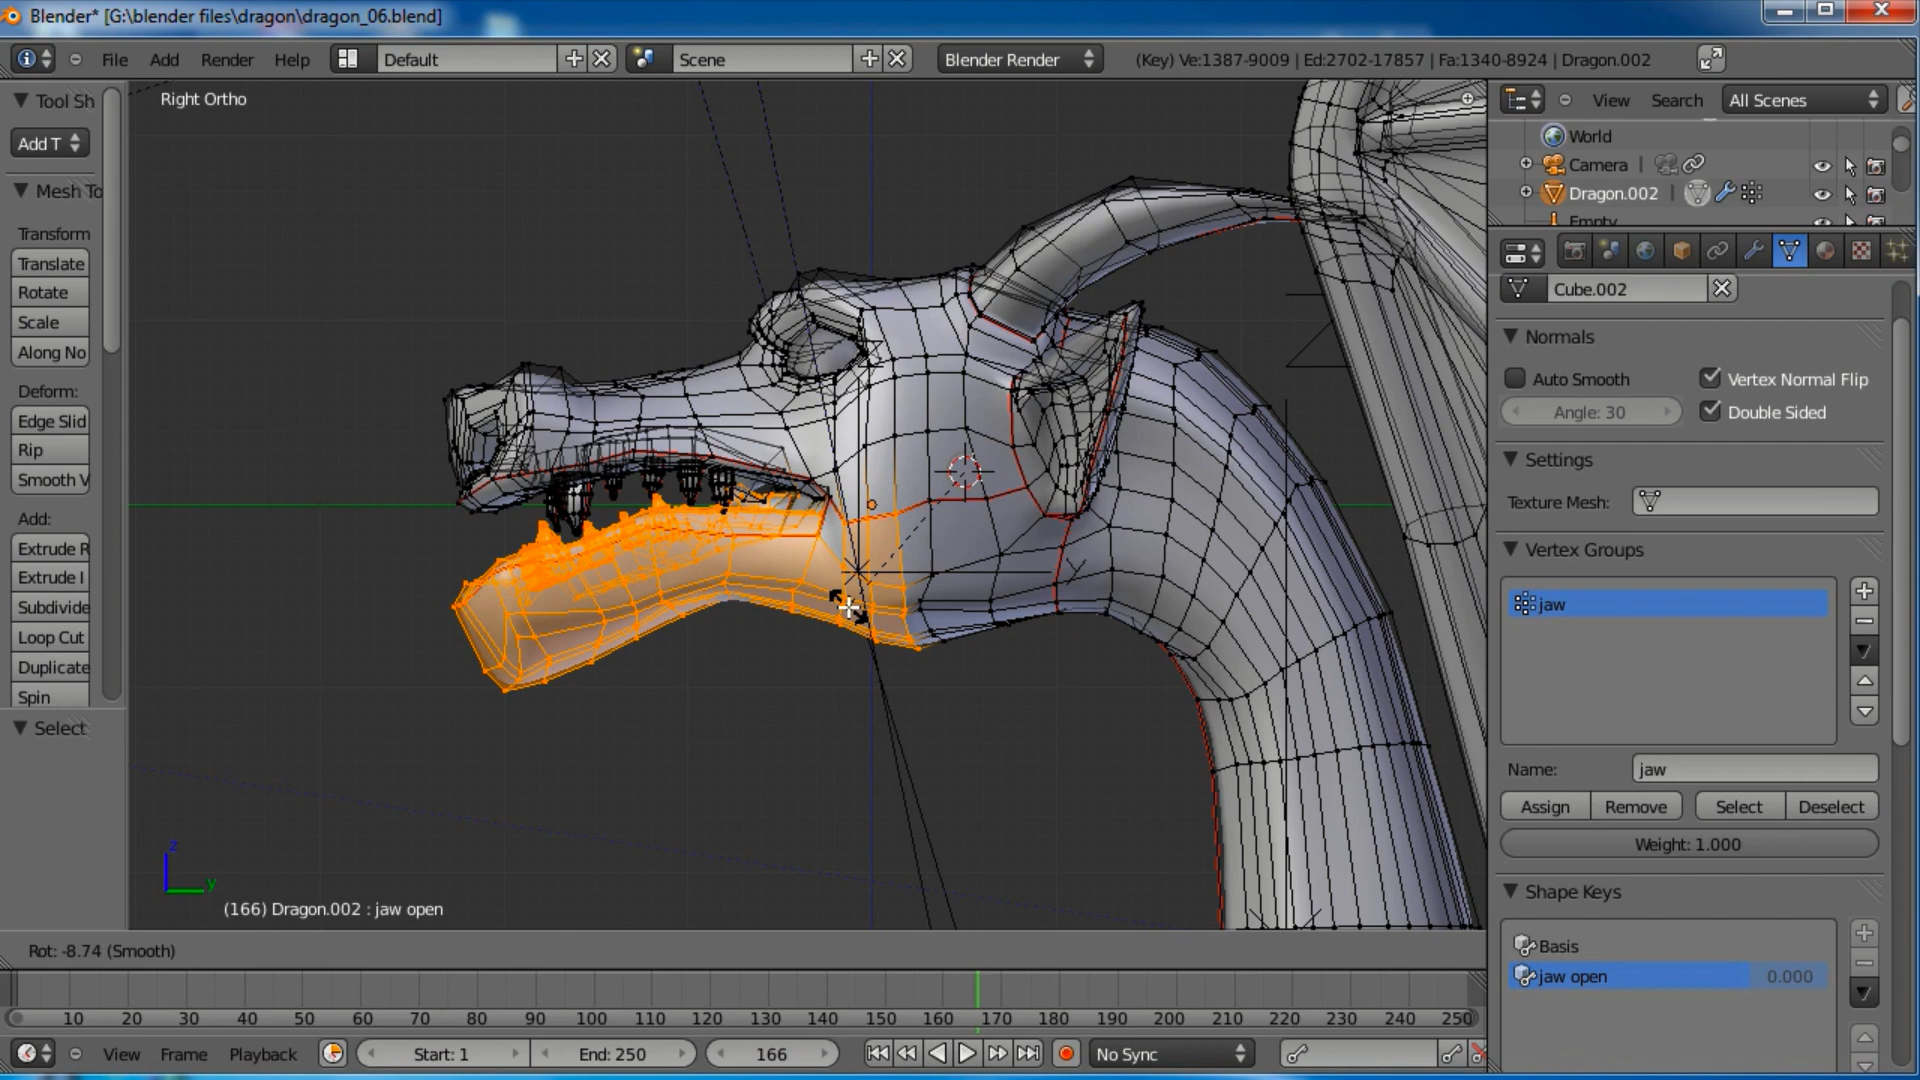 Blender* [G:\blender files\dragon\dragon_06.blend]
File Add Render Help Default Scene Blender Render (Key) Ve:1387-9009 | Ed:2702-17857 | Fa:1340-8924 | Dragon.002
Tool Sh
Add T
Mesh To
Transform
Translate
Rotate
Scale
Along No
Deform:
Edge Slid
Rip
Smooth V
Add:
Extrude R
Extrude I
Subdivide
Loop Cut
Duplicate
Spin
Select
Right Ortho
z
y
(166) Dragon.002 : jaw open
Rot: -8.74 (Smooth)
View Search All Scenes
World
Camera
Dragon.002
Empty
Cube.002
Normals
Auto Smooth Vertex Normal Flip
Angle: 30 Double Sided
Settings
Texture Mesh:
Vertex Groups
jaw
Name: jaw
Assign Remove Select Deselect
Weight: 1.000
Shape Keys
Basis
jaw open 0.000
10 20 30 40 50 60 70 80 90 100 110 120 130 140 150 160 170 180 190 200 210 220 230 240 250
View Frame Playback Start: 1 End: 250 166 No Sync